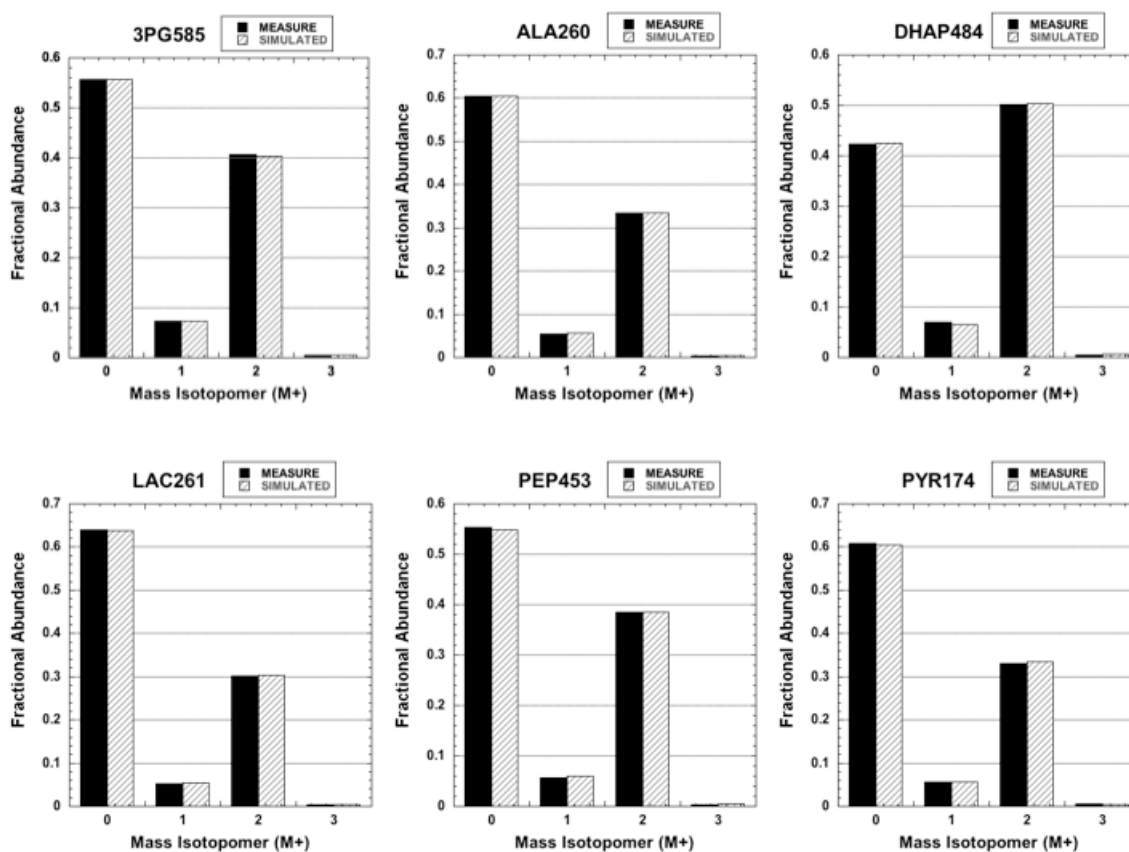 3PG585
MEASURE
SIMULATED
0.6
0.5
0.4
0.3
0.2
0.1
0
Fractional Abundance
0 1 2 3
Mass Isotopomer (M+)
ALA260
MEASURE
SIMULATED
0.7
0.6
0.5
0.4
0.3
0.2
0.1
0
Fractional Abundance
0 1 2 3
Mass Isotopomer (M+)
DHAP484
MEASURE
SIMULATED
0.6
0.5
0.4
0.3
0.2
0.1
0
Fractional Abundance
0 1 2 3
Mass Isotopomer (M+)
LAC261
MEASURE
SIMULATED
0.7
0.6
0.5
0.4
0.3
0.2
0.1
0
Fractional Abundance
0 1 2 3
Mass Isotopomer (M+)
PEP453
MEASURE
SIMULATED
0.6
0.5
0.4
0.3
0.2
0.1
0
Fractional Abundance
0 1 2 3
Mass Isotopomer (M+)
PYR174
MEASURE
SIMULATED
0.7
0.6
0.5
0.4
0.3
0.2
0.1
0
Fractional Abundance
0 1 2 3
Mass Isotopomer (M+)